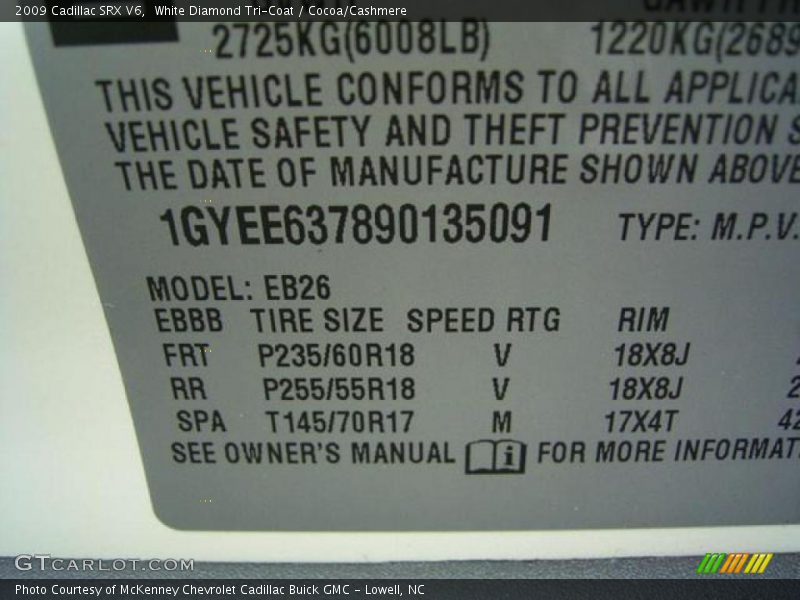 2009 Cadillac SRX V6, White Diamond Tri-Coat / Cocoa/Cashmere
2725KG(6008LB) 1220KG(2689
THIS VEHICLE CONFORMS TO ALL APPLICA
VEHICLE SAFETY AND THEFT PREVENTION S
THE DATE OF MANUFACTURE SHOWN ABOVE
1GYEE637890135091 TYPE: M.P.V.
MODEL: EB26
EBBB TIRE SIZE SPEED RTG RIM
FRT P235/60R18 V 18X8J
RR P255/55R18 V 18X8J 2
SPA T145/70R17 M 17X4T 42
SEE OWNER'S MANUAL i FOR MORE INFORMAT
GTCARLOT.COM
Photo Courtesy of McKenney Chevrolet Cadillac Buick GMC - Lowell, NC